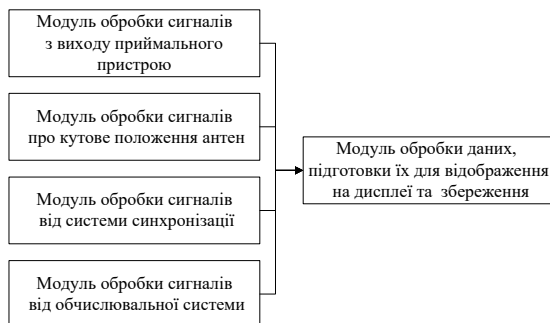 Модуль обробки сигналів
з виходу приймального
пристрою
Модуль обробки сигналів
про кутове положення антен
Модуль обробки сигналів
від системи синхронізації
Модуль обробки сигналів
від обчислювальної системи
Модуль обробки даних,
підготовки їх для відображення
на дисплеї та збереження